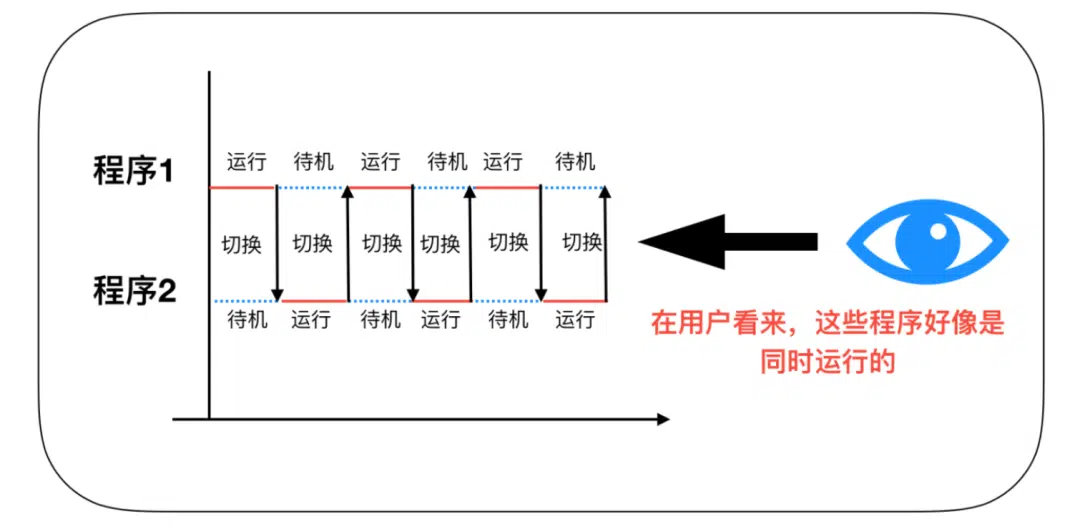 程序1
运行 待机 运行 待机 运行 待机
切换 切换 切换 切换 切换 切换
程序2
待机 运行 待机 运行 待机 运行
在用户看来，这些程序好像是
同时运行的